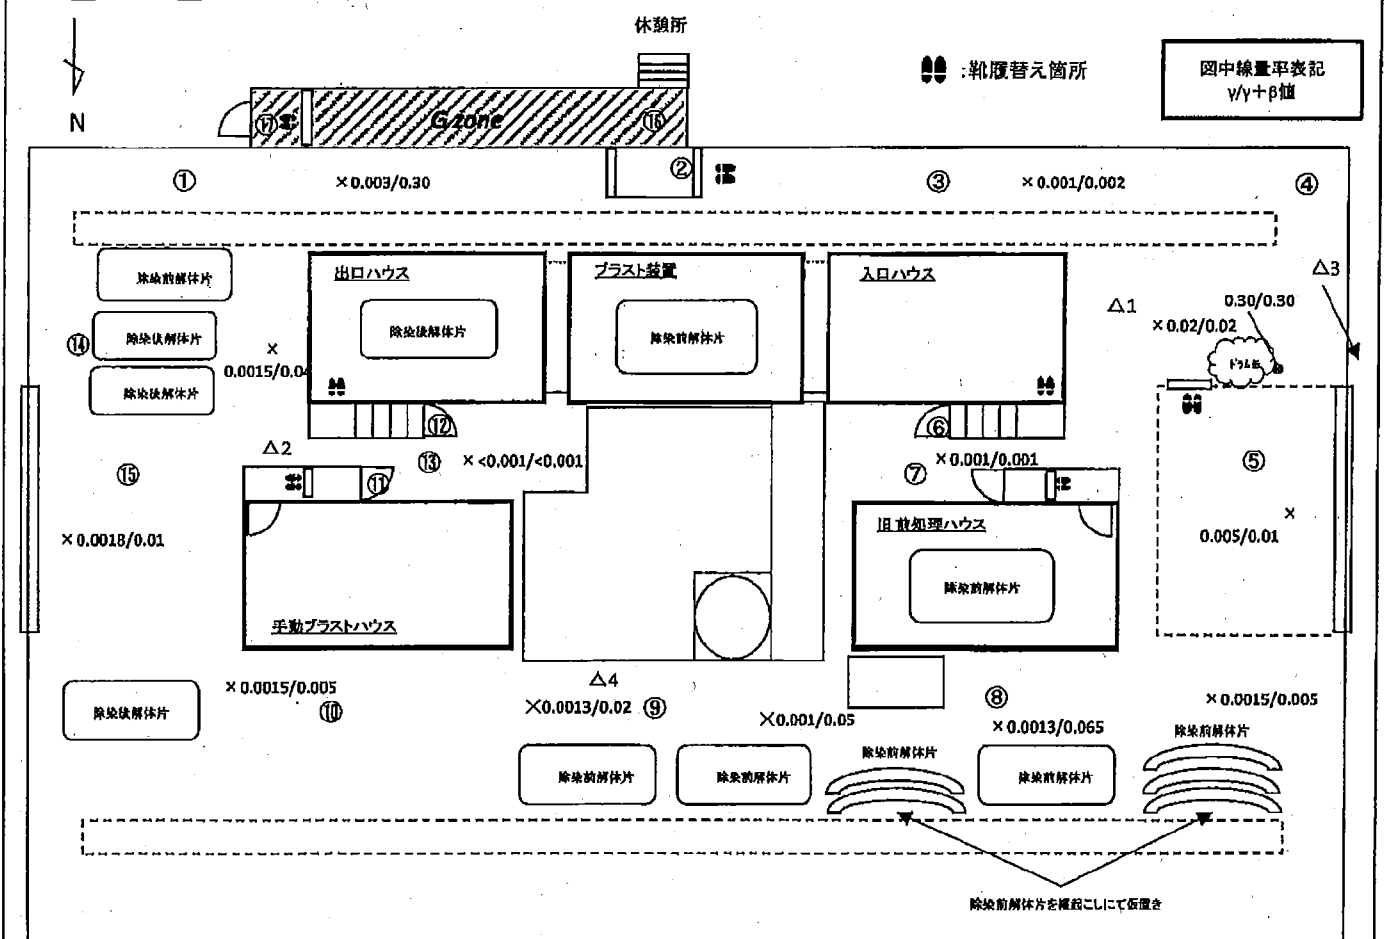 休憩所
:靴履替え箇所
図中線量率表記
γ/γ+β値
N
⑰
G zone
⑯
①
×0.003/0.30
②
③
×0.001/0.002
④
除染前解体片
出口ハウス
ブラスト装置
入口ハウス
△3
△1
0.30/0.30
×0.02/0.02
⑭
除染後解体片
除染後解体片
除染前解体片
×
0.0015/0.04
ドラム缶
除染後解体片
⑫
⑥
△2
⑬
×<0.001/<0.001
×0.001/0.001
⑤
⑮
⑪
⑦
×
0.005/0.01
×0.0018/0.01
旧前処理ハウス
除染前解体片
手動ブラストハウス
△4
×0.0015/0.005
⑩
×0.0013/0.02
⑨
×0.001/0.05
⑧
×0.0015/0.005
×0.0013/0.065
除染後解体片
除染前解体片
除染前解体片
除染前解体片
除染前解体片
除染前解体片
除染前解体片を縦起こしにて仮置き